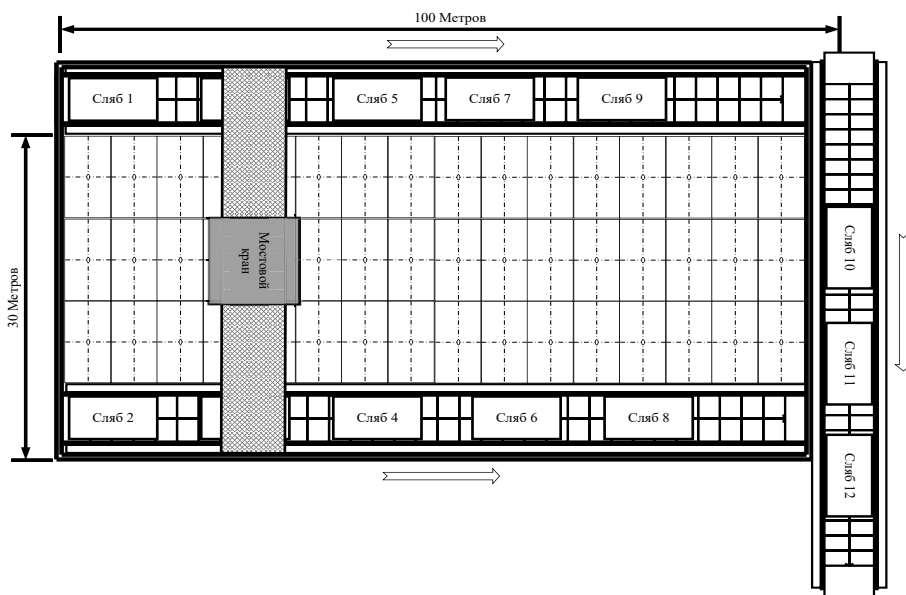 100 Метров
Сляб 1
Сляб 5
Сляб 7
Сляб 9
30 Метров
Мостовой
кран
Сляб 10
Сляб 11
Сляб 12
Сляб 2
Сляб 4
Сляб 6
Сляб 8